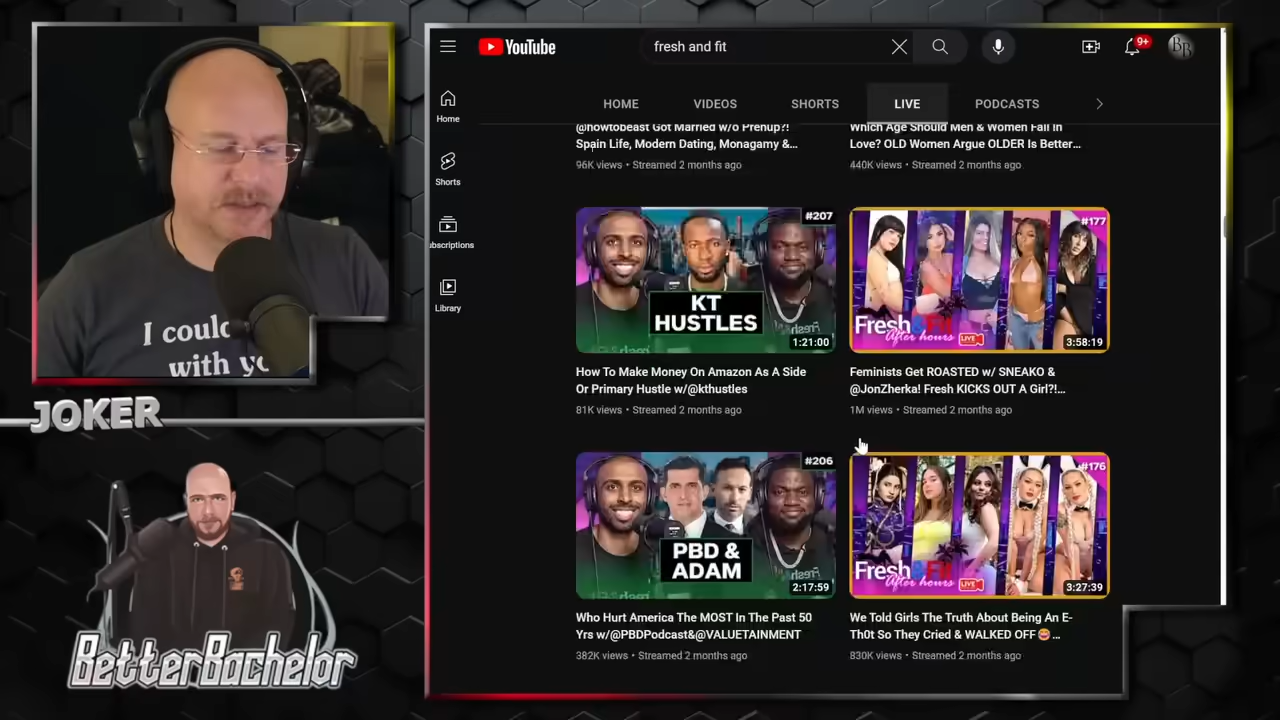 YouTube
fresh and fit
9+
BB
HOME
VIDEOS
SHORTS
LIVE
PODCASTS
Home
Shorts
ubscriptions
Library
@howtobeast Got Married w/o Prenup?!
Spain Life, Modern Dating, Monagamy &...
96K views • Streamed 2 months ago
Which Age Should Men & Women Fall In
Love? OLD Women Argue OLDER Is Better...
440K views • Streamed 2 months ago
#207
KT
HUSTLES
1:21:00
How To Make Money On Amazon As A Side
Or Primary Hustle w/@kthustles
81K views • Streamed 2 months ago
#177
Fresh&Fit
After hours
LIVE
3:58:19
Feminists Get ROASTED w/ SNEAKO &
@JonZherka! Fresh KICKS OUT A Girl?!...
1M views • Streamed 2 months ago
#206
PBD &
ADAM
2:17:59
Who Hurt America The MOST In The Past 50
Yrs w/@PBDPodcast&@VALUETAINMENT
382K views • Streamed 2 months ago
#176
Fresh&Fit
After hours
LIVE
3:27:39
We Told Girls The Truth About Being An E-
Th0t So They Cried & WALKED OFF😅...
830K views • Streamed 2 months ago
I could
with yo
JOKER
BetterBachelor